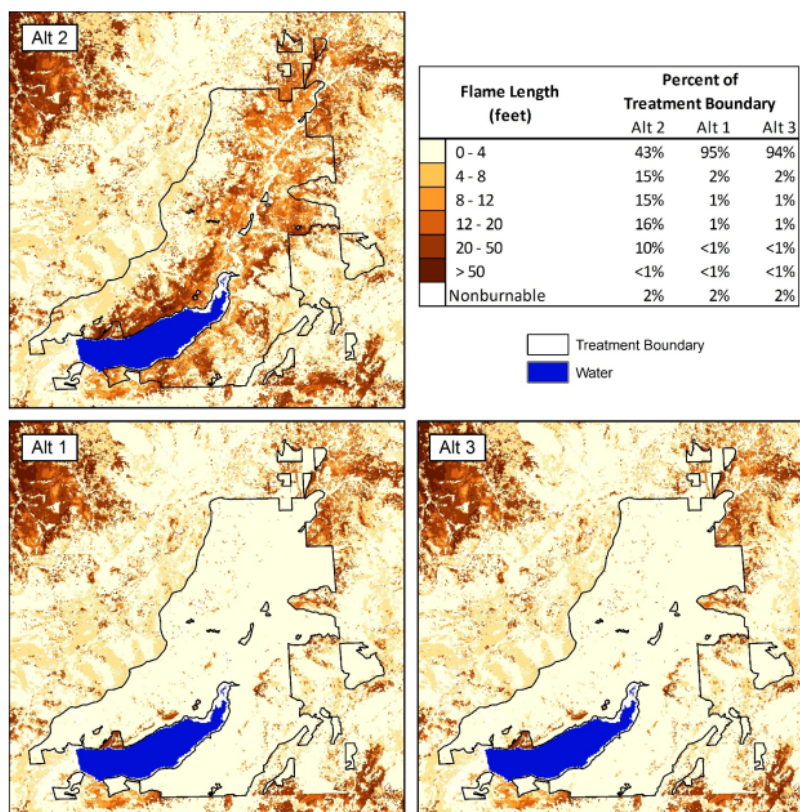 Alt 2
Flame Length (feet) Percent of Treatment Boundary
Alt 2 Alt 1 Alt 3
0 - 4 43% 95% 94%
4 - 8 15% 2% 2%
8 - 12 15% 1% 1%
12 - 20 16% 1% 1%
20 - 50 10% <1% <1%
> 50 <1% <1% <1%
Nonburnable 2% 2% 2%
Treatment Boundary
Water
Alt 1
Alt 3